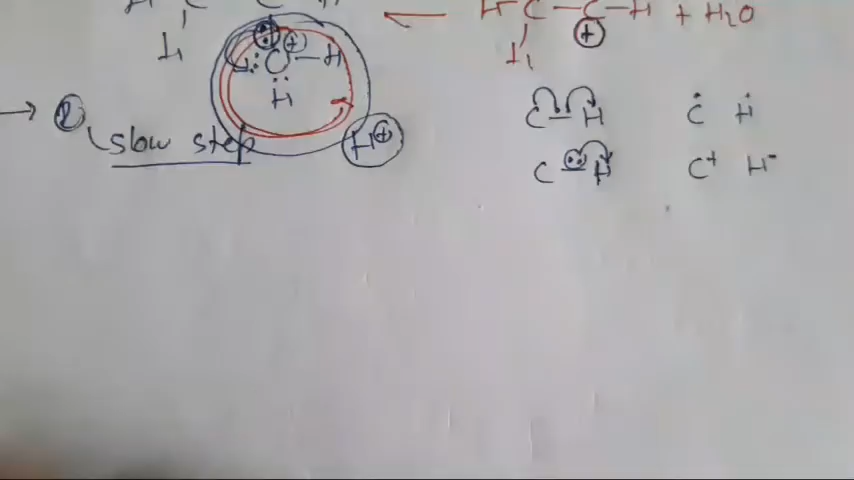 H C — C — H + H2O
H +
C + — H
H
→ 2 slow step H+
C — H Ċ Ḣ
C — H C+ H-